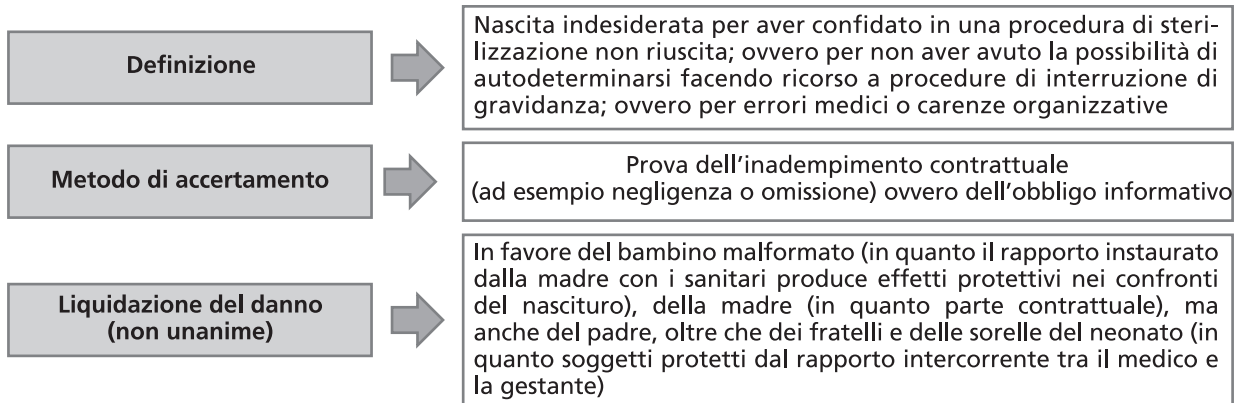 Definizione
Nascita indesiderata per aver confidato in una procedura di steri-
lizzazione non riuscita; ovvero per non aver avuto la possibilità di
autodeterminarsi facendo ricorso a procedure di interruzione di
gravidanza; ovvero per errori medici o carenze organizzative
Metodo di accertamento
Prova dell'inadempimento contrattuale
(ad esempio negligenza o omissione) ovvero dell'obbligo informativo
Liquidazione del danno
(non unanime)
In favore del bambino malformato (in quanto il rapporto instaurato
dalla madre con i sanitari produce effetti protettivi nei confronti
del nascituro), della madre (in quanto parte contrattuale), ma
anche del padre, oltre che dei fratelli e delle sorelle del neonato (in
quanto soggetti protetti dal rapporto intercorrente tra il medico e
la gestante)